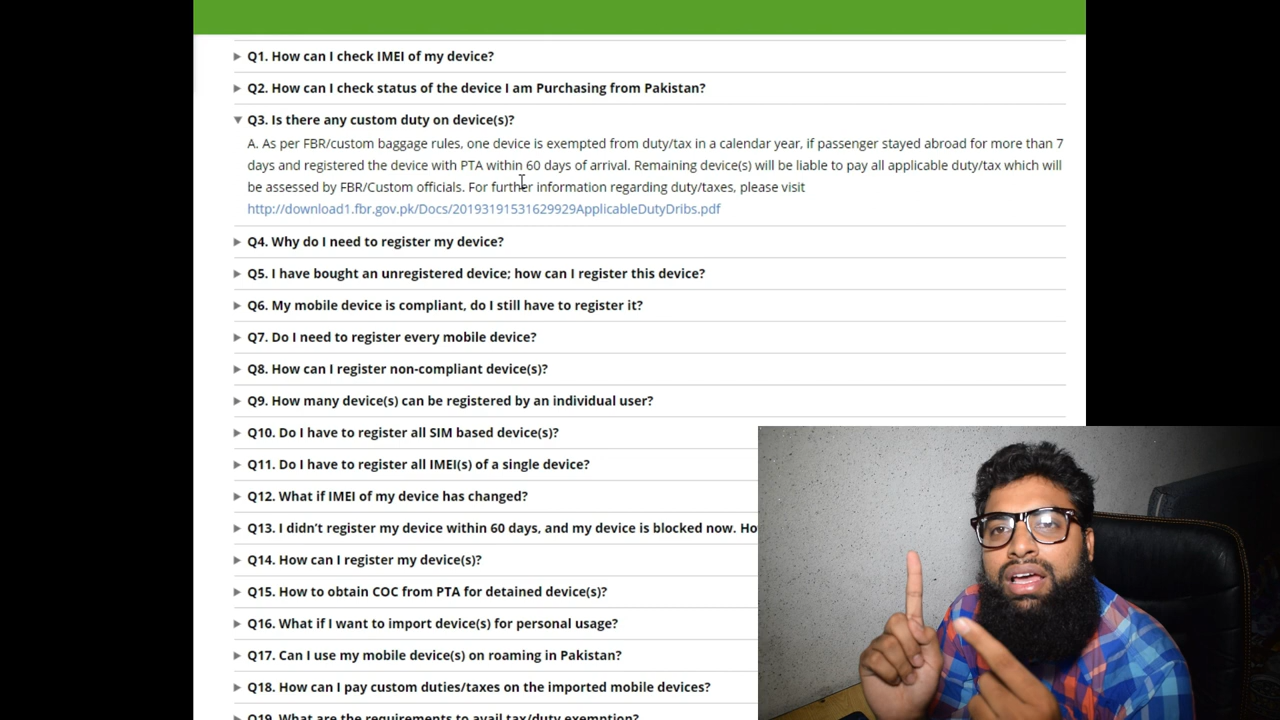 Q1. How can I check IMEI of my device?
Q2. How can I check status of the device I am Purchasing from Pakistan?
Q3. Is there any custom duty on device(s)?
A. As per FBR/custom baggage rules, one device is exempted from duty/tax in a calendar year, if passenger stayed abroad for more than 7
days and registered the device with PTA within 60 days of arrival. Remaining device(s) will be liable to pay all applicable duty/tax which will
be assessed by FBR/Custom officials. For further information regarding duty/taxes, please visit
http://download1.fbr.gov.pk/Docs/20193191531629929ApplicableDutyDribs.pdf
Q4. Why do I need to register my device?
Q5. I have bought an unregistered device; how can I register this device?
Q6. My mobile device is compliant, do I still have to register it?
Q7. Do I need to register every mobile device?
Q8. How can I register non-compliant device(s)?
Q9. How many device(s) can be registered by an individual user?
Q10. Do I have to register all SIM based device(s)?
Q11. Do I have to register all IMEI(s) of a single device?
Q12. What if IMEI of my device has changed?
Q13. I didn't register my device within 60 days, and my device is blocked now. Ho
Q14. How can I register my device(s)?
Q15. How to obtain COC from PTA for detained device(s)?
Q16. What if I want to import device(s) for personal usage?
Q17. Can I use my mobile device(s) on roaming in Pakistan?
Q18. How can I pay custom duties/taxes on the imported mobile devices?
Q19. What are the requirements to avail tax/duty exemption?